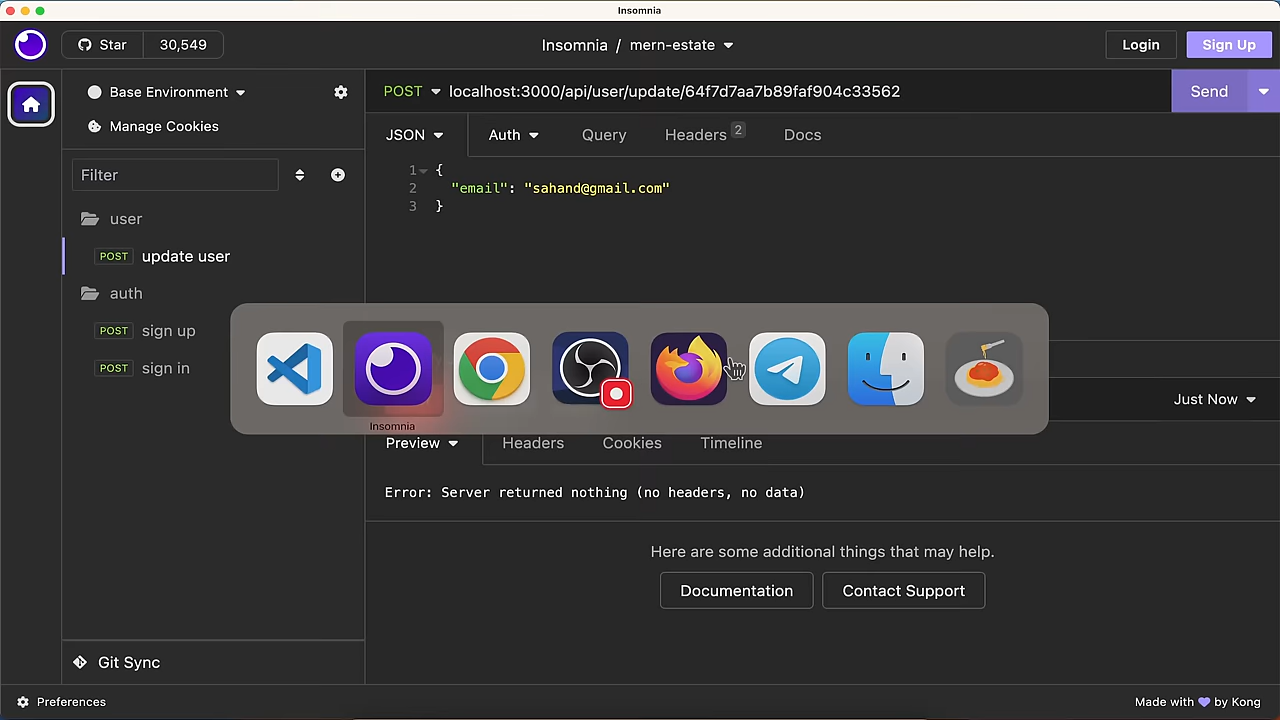 Insomnia
Star 30,549
Insomnia / mern-estate
Login
Sign Up
Base Environment
Manage Cookies
Filter
user
POST update user
auth
POST sign up
POST sign in
Git Sync
Preferences
POST localhost:3000/api/user/update/64f7d7aa7b89faf904c33562
Send
JSON Auth Query Headers 2 Docs
1 {
2 "email": "sahand@gmail.com"
3 }
Insomnia
Just Now
Preview Headers Cookies Timeline
Error: Server returned nothing (no headers, no data)
Here are some additional things that may help.
Documentation
Contact Support
Made with 💜 by Kong